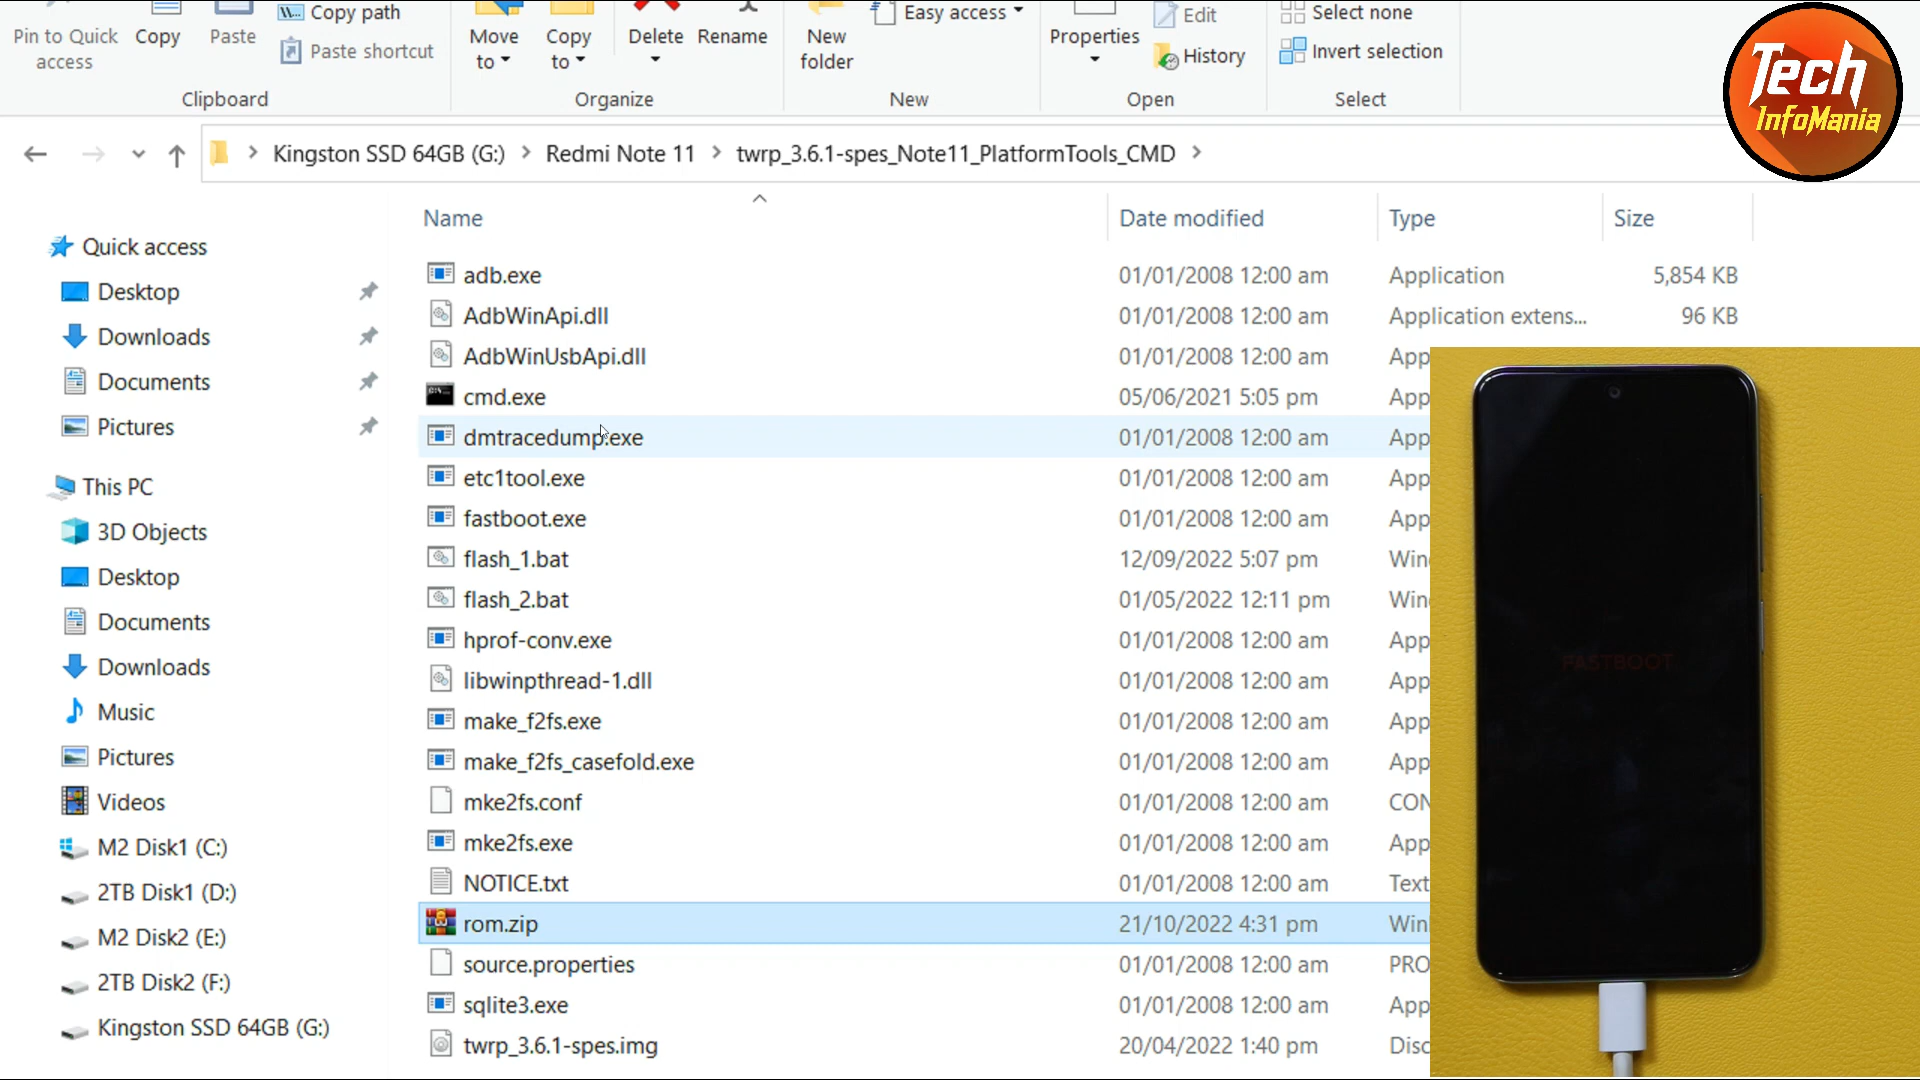 Pin to Quick access
Copy
Paste
Copy path
Paste shortcut
Clipboard
Move to
Copy to
Delete
Rename
Organize
New folder
Easy access
New
Properties
Edit
History
Open
Select none
Invert selection
Select
Tech
InfoMania
Kingston SSD 64GB (G:)
Redmi Note 11
twrp_3.6.1-spes_Note11_PlatformTools_CMD
Quick access
Desktop
Downloads
Documents
Pictures
This PC
3D Objects
Desktop
Documents
Downloads
Music
Pictures
Videos
M2 Disk1 (C:)
2TB Disk1 (D:)
M2 Disk2 (E:)
2TB Disk2 (F:)
Kingston SSD 64GB (G:)
Name Date modified Type Size
adb.exe 01/01/2008 12:00 am Application 5,854 KB
AdbWinApi.dll 01/01/2008 12:00 am Application extens... 96 KB
AdbWinUsbApi.dll 01/01/2008 12:00 am App
cmd.exe 05/06/2021 5:05 pm App
dmtracedump.exe 01/01/2008 12:00 am App
etc1tool.exe 01/01/2008 12:00 am App
fastboot.exe 01/01/2008 12:00 am App
flash_1.bat 12/09/2022 5:07 pm Win
flash_2.bat 01/05/2022 12:11 pm Win
hprof-conv.exe 01/01/2008 12:00 am App
libwinpthread-1.dll 01/01/2008 12:00 am App
make_f2fs.exe 01/01/2008 12:00 am App
make_f2fs_casefold.exe 01/01/2008 12:00 am App
mke2fs.conf 01/01/2008 12:00 am CON
mke2fs.exe 01/01/2008 12:00 am App
NOTICE.txt 01/01/2008 12:00 am Text
rom.zip 21/10/2022 4:31 pm Win
source.properties 01/01/2008 12:00 am PRO
sqlite3.exe 01/01/2008 12:00 am App
twrp_3.6.1-spes.img 20/04/2022 1:40 pm Disc
FASTBOOT